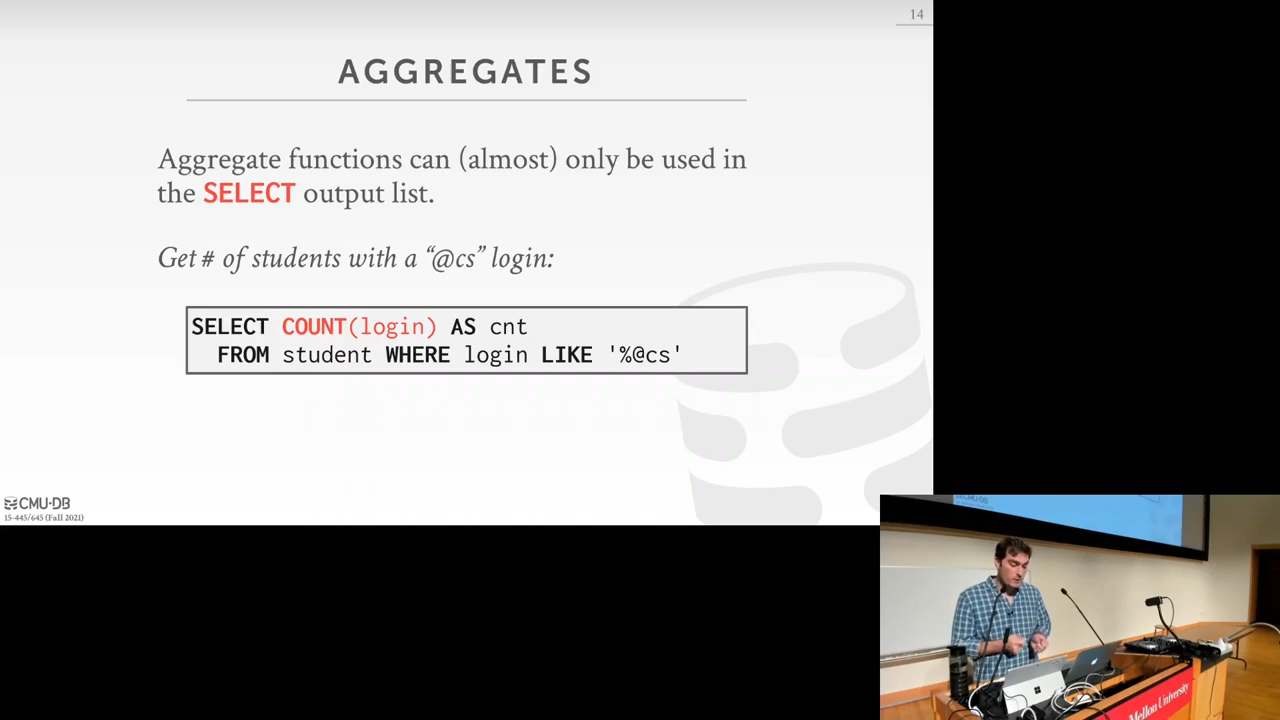 14
AGGREGATES
Aggregate functions can (almost) only be used in
the SELECT output list.
Get # of students with a “@cs” login:
SELECT COUNT(login) AS cnt
FROM student WHERE login LIKE '%@cs'
CMU·DB
15-445/645 (Fall 2021)
Mellon University